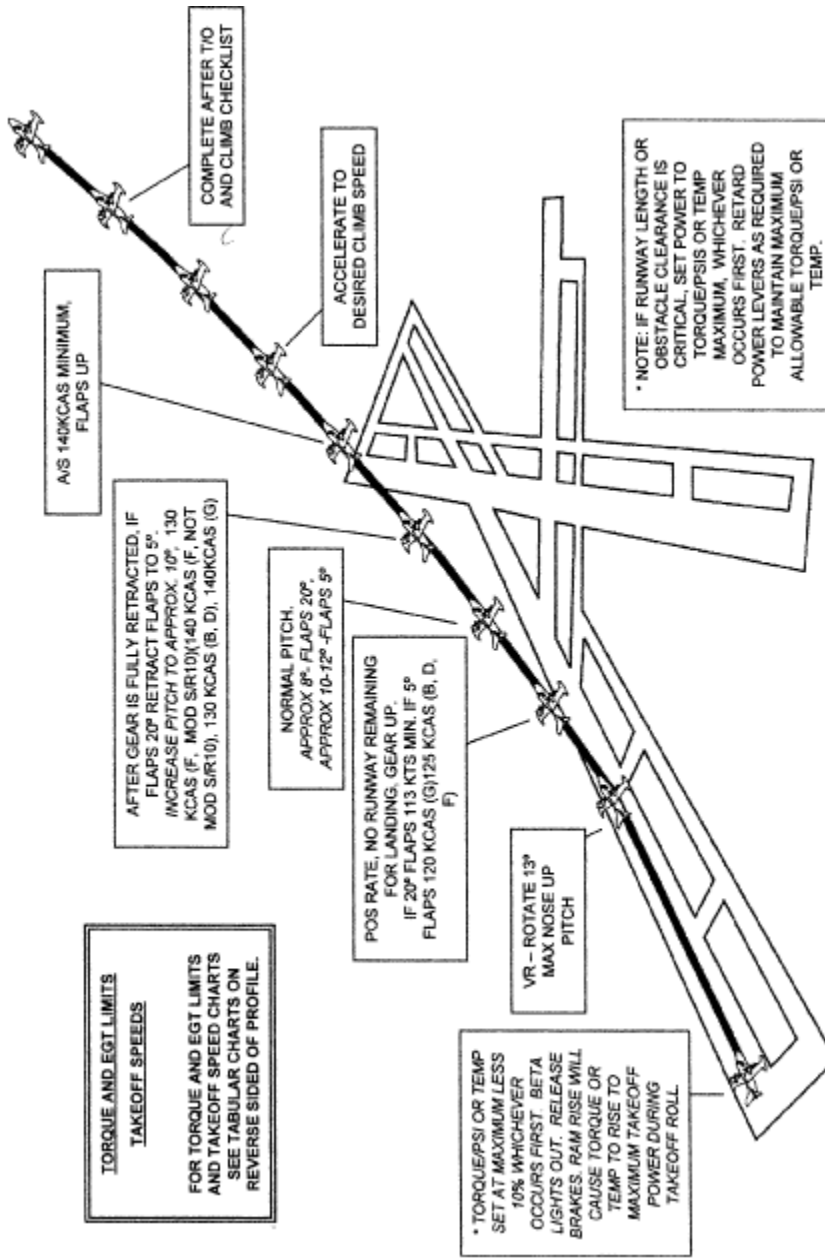 TORQUE AND EGT LIMITS
TAKEOFF SPEEDS
FOR TORQUE AND EGT LIMITS
AND TAKEOFF SPEED CHARTS
SEE TABULAR CHARTS ON
REVERSE SIDED OF PROFILE.
* TORQUE/PSI OR TEMP
SET AT MAXIMUM LESS
10% WHICHEVER
OCCURS FIRST. BETA
LIGHTS OUT. RELEASE
BRAKES. RAM RISE WILL
CAUSE TORQUE OR
TEMP TO RISE TO
MAXIMUM TAKEOFF
POWER DURING
TAKEOFF ROLL.
VR – ROTATE 13º
MAX NOSE UP
PITCH
POS RATE, NO RUNWAY REMAINING
FOR LANDING, GEAR UP.
IF 20º FLAPS 113 KTS MIN. IF 5º
FLAPS 120 KCAS (G)125 KCAS (B, D,
F)
NORMAL PITCH.
APPROX 8º- FLAPS 20º,
APPROX 10-12º -FLAPS 5º
AFTER GEAR IS FULLY RETRACTED, IF
FLAPS 20º RETRACT FLAPS TO 5º.
INCREASE PITCH TO APPROX. 10º, 130
KCAS (F, MOD S/R10)(140 KCAS (F, NOT
MOD S/R10), 130 KCAS (B, D), 140KCAS (G)
A/S 140KCAS MINIMUM,
FLAPS UP
ACCELERATE TO
DESIRED CLIMB SPEED
COMPLETE AFTER T/O
AND CLIMB CHECKLIST
* NOTE: IF RUNWAY LENGTH OR
OBSTACLE CLEARANCE IS
CRITICAL, SET POWER TO
TORQUE/PSIS OR TEMP
MAXIMUM, WHICHEVER
OCCURS FIRST. RETARD
POWER LEVERS AS REQUIRED
TO MAINTAIN MAXIMUM
ALLOWABLE TORQUE/PSI OR
TEMP.